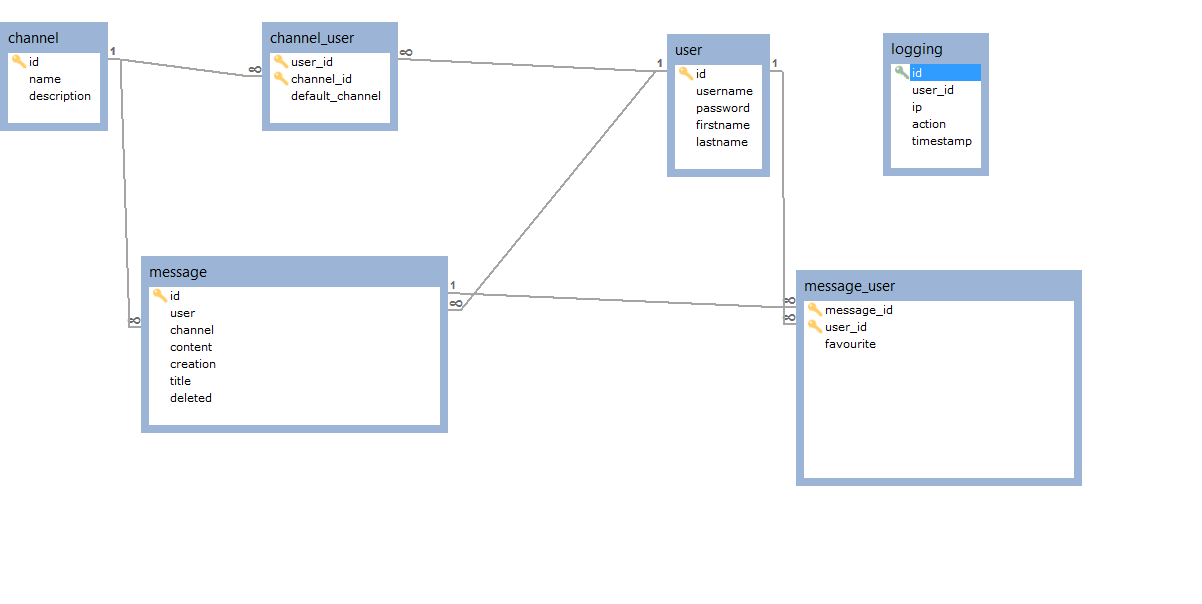 channel
id
name
description
1
channel_user
user_id
channel_id
default_channel
∞
∞
user
id
username
password
firstname
lastname
1
1
logging
id
user_id
ip
action
timestamp
message
id
user
channel
content
creation
title
deleted
∞
1
∞
message_user
message_id
user_id
favourite
∞
∞